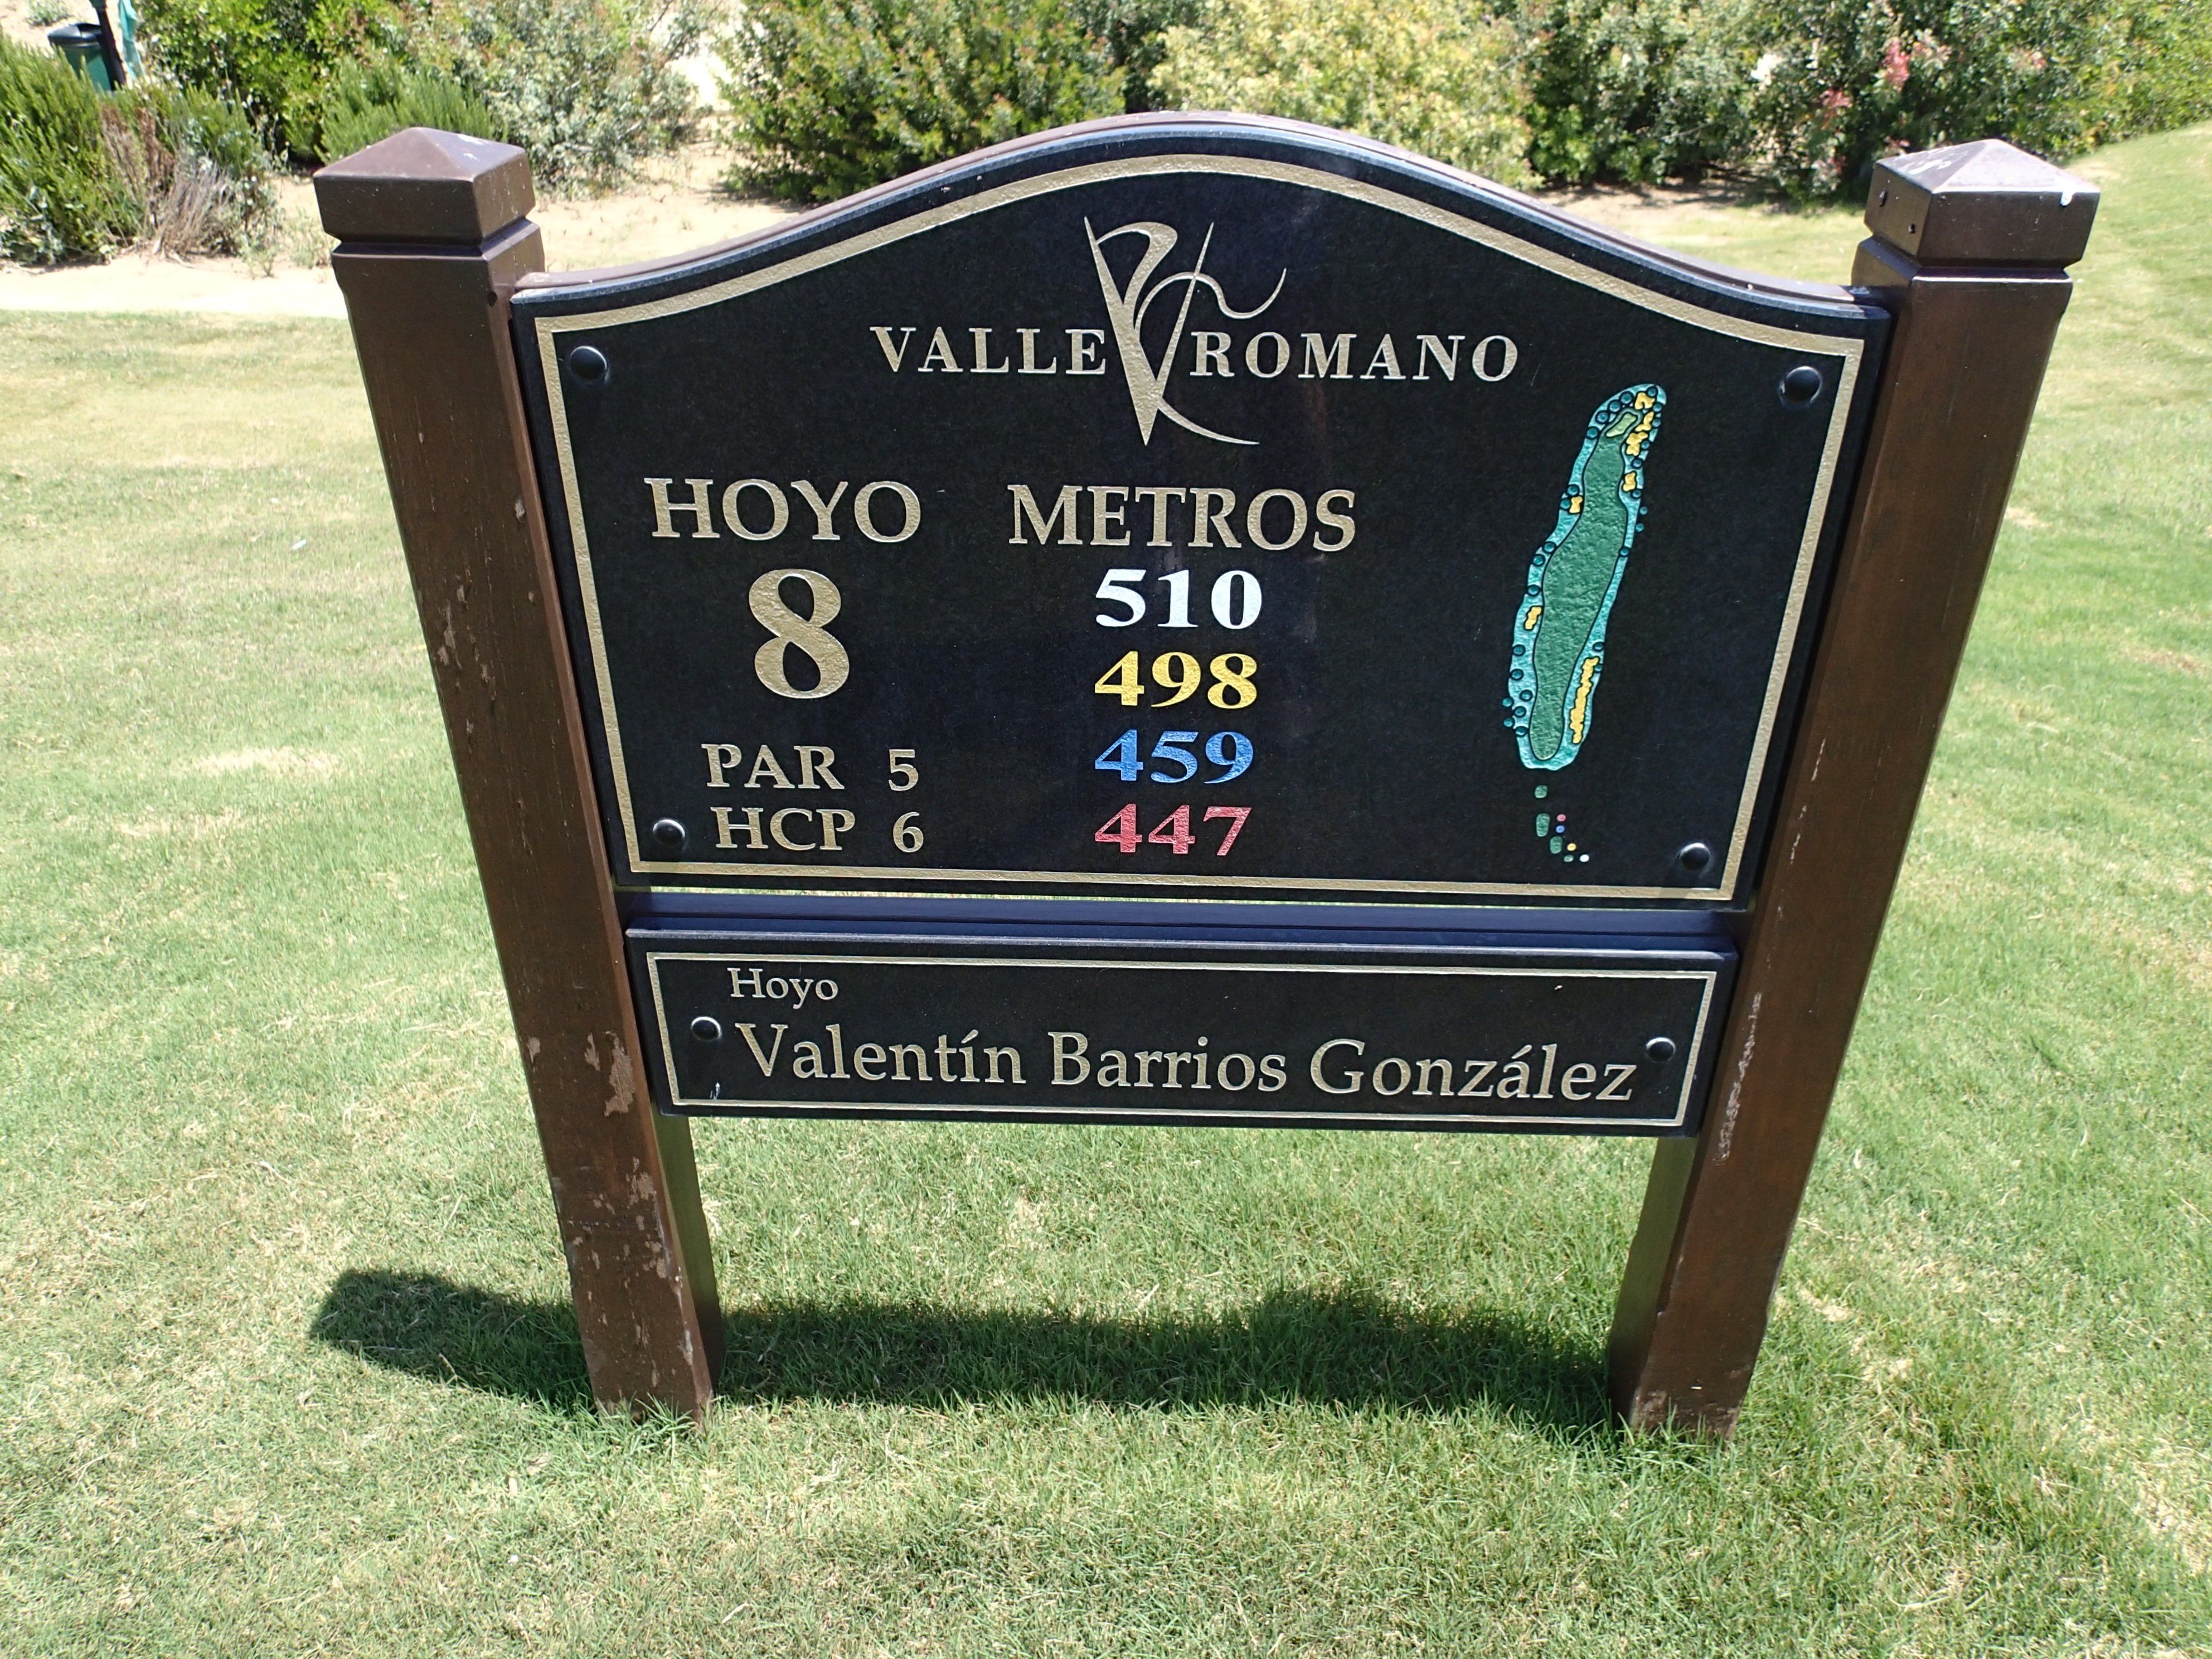 VALLE ROMANO
HOYO METROS
8
510
498
459
447
PAR 5
HCP 6
Hoyo
Valentín Barrios González